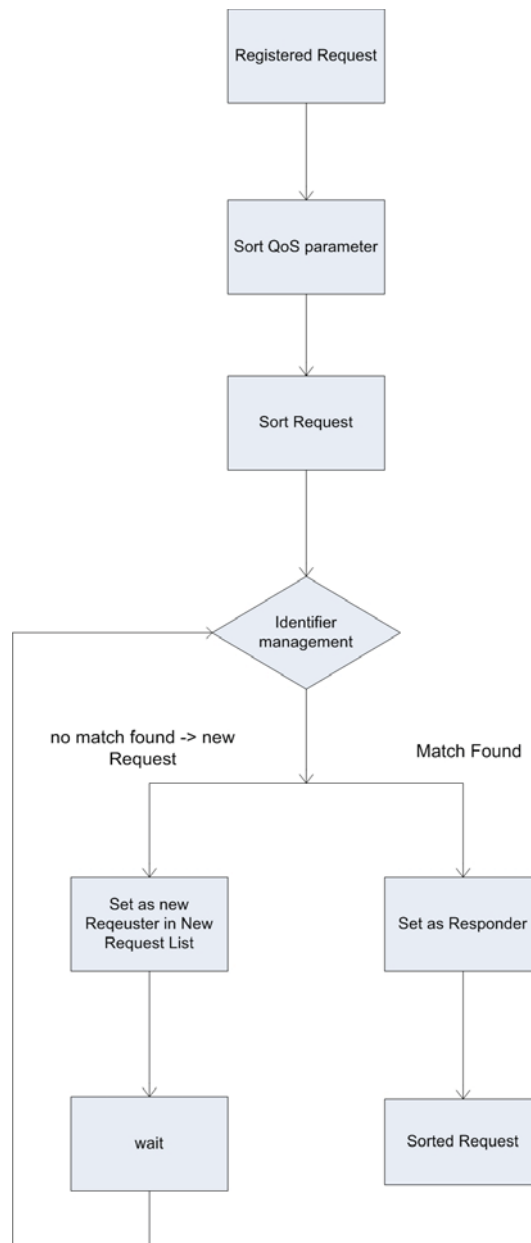 Registered Request
Sort QoS parameter
Sort Request
Identifier
management
no match found -> new
Request
Match Found
Set as new
Reqeuster in New
Request List
Set as Responder
wait
Sorted Request